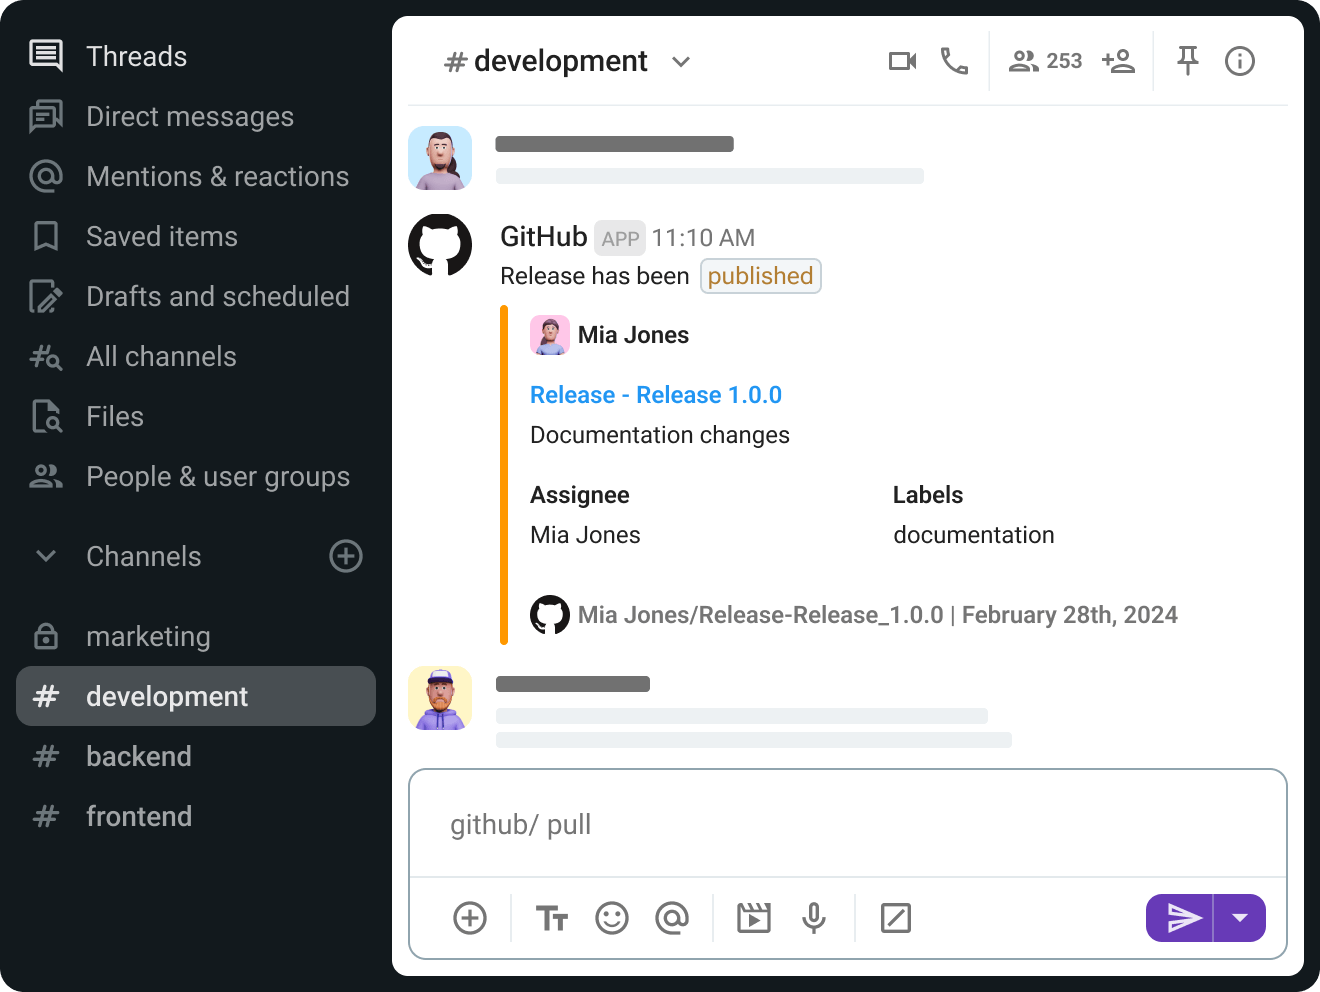 Threads
Direct messages
Mentions & reactions
Saved items
Drafts and scheduled
All channels
Files
People & user groups
Channels
marketing
development
backend
frontend
# development
253
GitHub APP 11:10 AM
Release has been published
Mia Jones
Release - Release 1.0.0
Documentation changes
Assignee Labels
Mia Jones documentation
Mia Jones/Release-Release_1.0.0 | February 28th, 2024
github/ pull